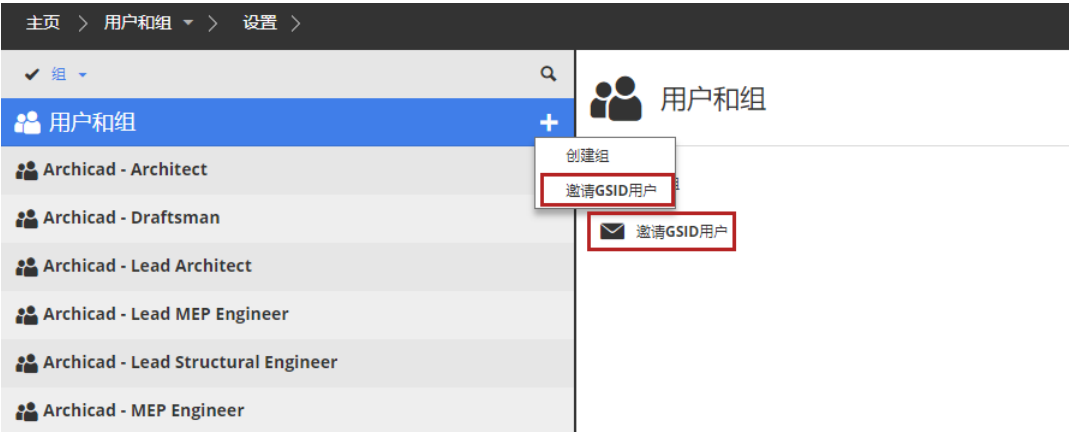 主页 > 用户和组 > 设置 >
组
用户和组
Archicad - Architect
Archicad - Draftsman
Archicad - Lead Architect
Archicad - Lead MEP Engineer
Archicad - Lead Structural Engineer
Archicad - MEP Engineer
创建组
邀请GSID用户
用户和组
邀请GSID用户